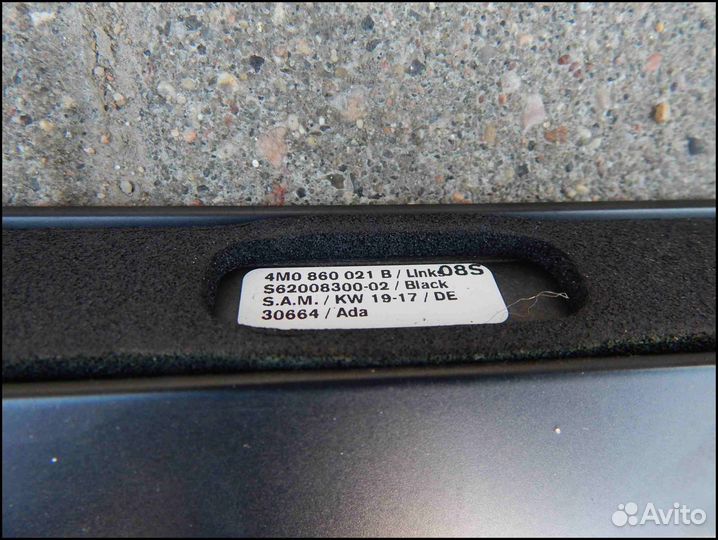 4M0 860 021 B / Links 08S
S62008300-02 / Black
S.A.M. / KW 19-17 / DE
30664 / Ada
Avito